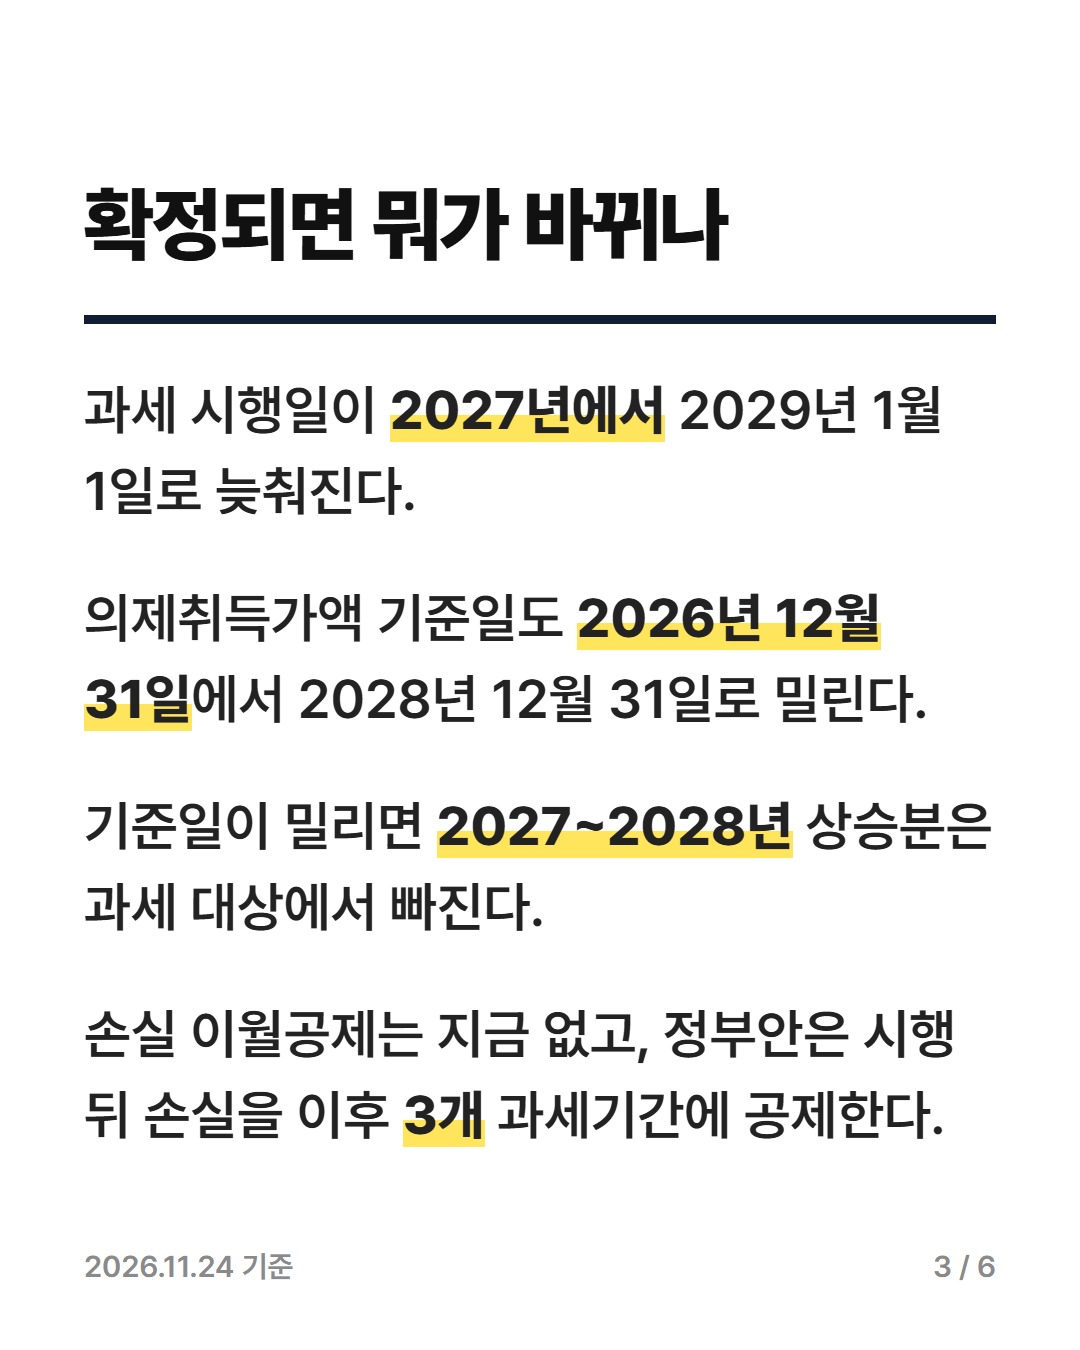 확정되면 뭐가 바뀌나
과세 시행일이 2027년에서 2029년 1월
1일로 늦춰진다.
의제취득가액 기준일도 2026년 12월
31일에서 2028년 12월 31일로 밀린다.
기준일이 밀리면 2027~2028년 상승분은
과세 대상에서 빠진다.
손실 이월공제는 지금 없고, 정부안은 시행
뒤 손실을 이후 3개 과세기간에 공제한다.
2026.11.24 기준
3 / 6